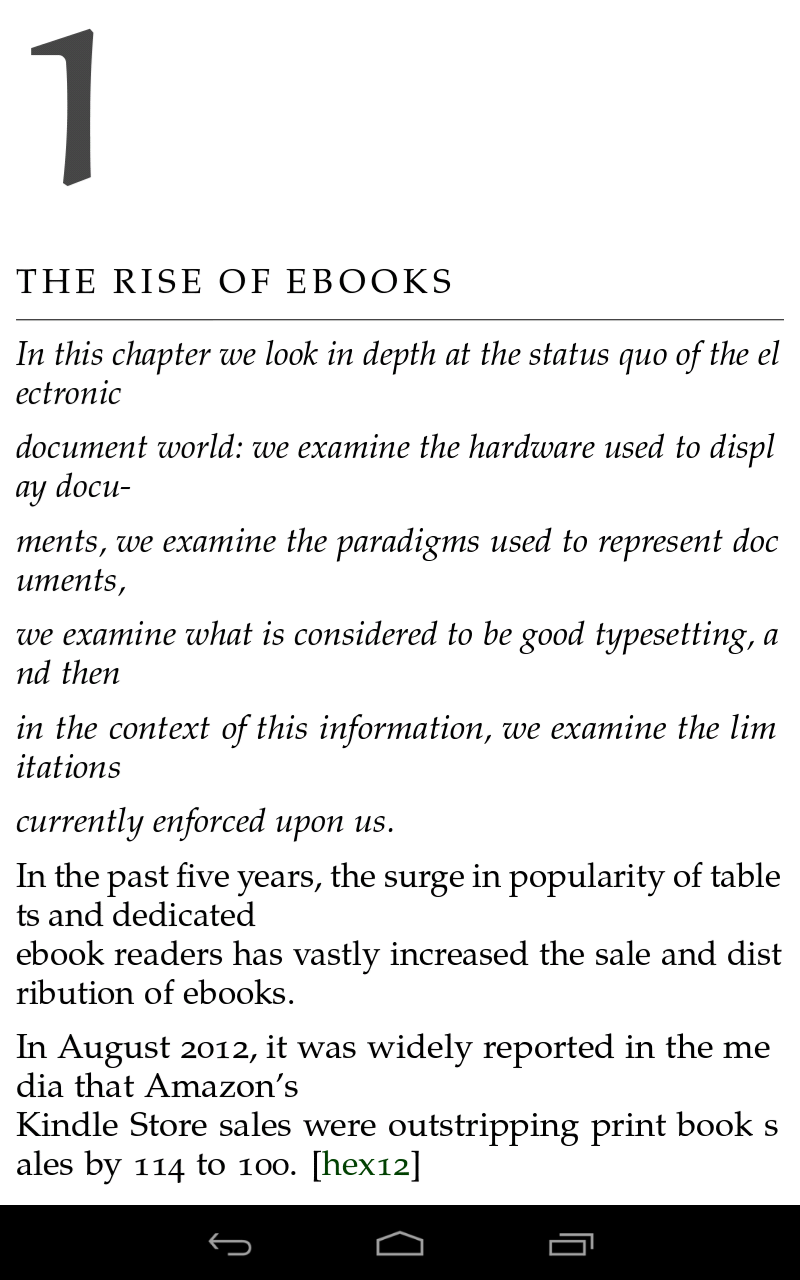 1
THE RISE OF EBOOKS
In this chapter we look in depth at the status quo of the el
ectronic
document world: we examine the hardware used to displ
ay docu-
ments, we examine the paradigms used to represent doc
uments,
we examine what is considered to be good typesetting, a
nd then
in the context of this information, we examine the lim
itations
currently enforced upon us.
In the past five years, the surge in popularity of table
ts and dedicated
ebook readers has vastly increased the sale and dist
ribution of ebooks.
In August 2012, it was widely reported in the me
dia that Amazon’s
Kindle Store sales were outstripping print book s
ales by 114 to 100. [hex12]